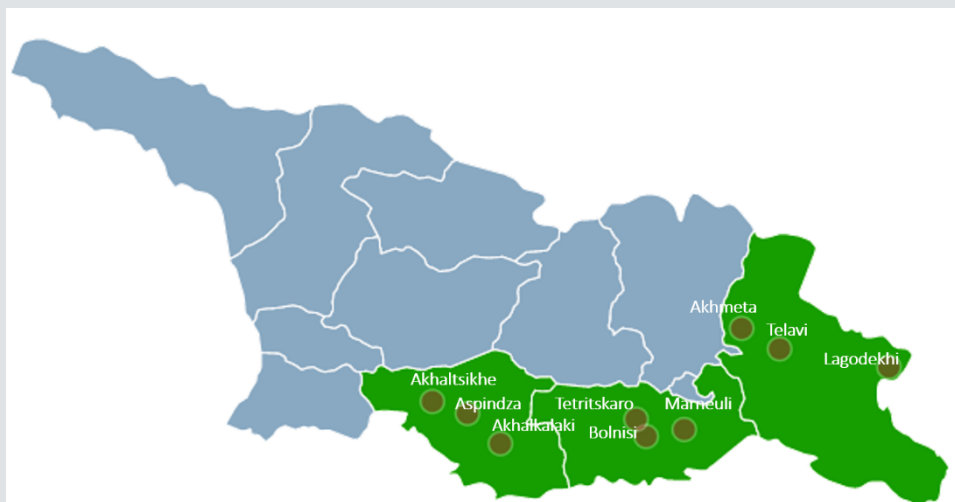 Akhmeta
Telavi
Lagodekhi
Akhaltsikhe
Aspindza
Akhalkalaki
Tetritskaro
Marneuli
Bolnisi